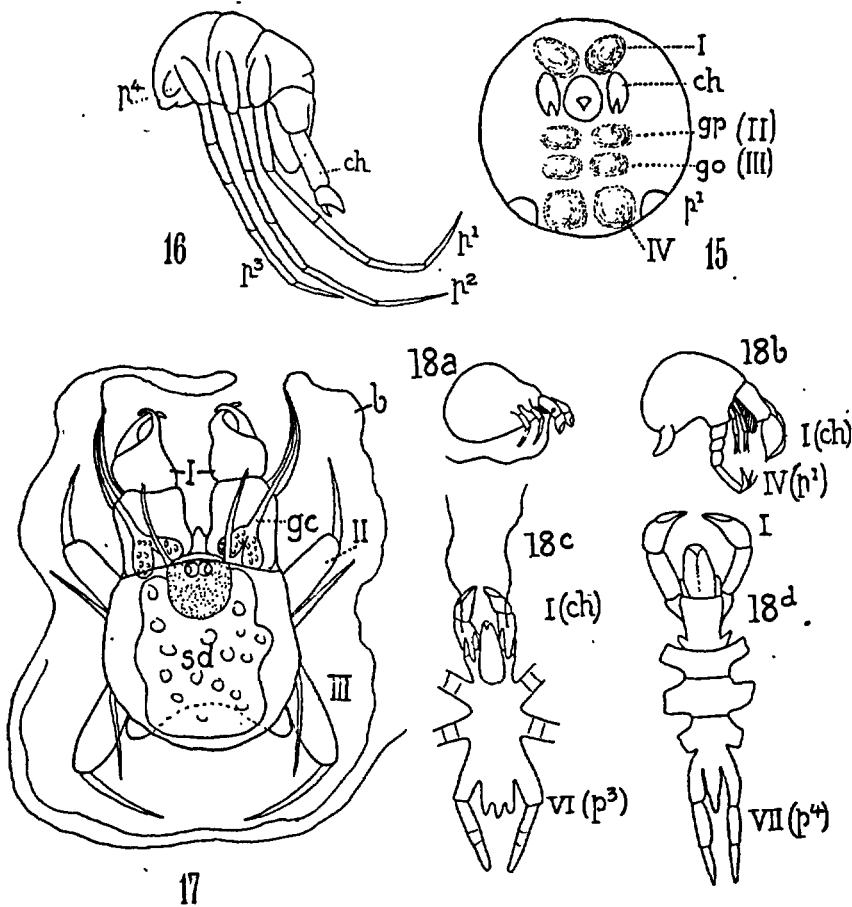 I
ch
gp (II)
go (III)
p¹
IV
15
p⁴
ch
16
p³
p¹
p²
18a
18b
I (ch)
IV (p¹)
b
I
gc
II
sd
III
17
18c
I (ch)
VI (p³)
I
18d
VII (p⁴)